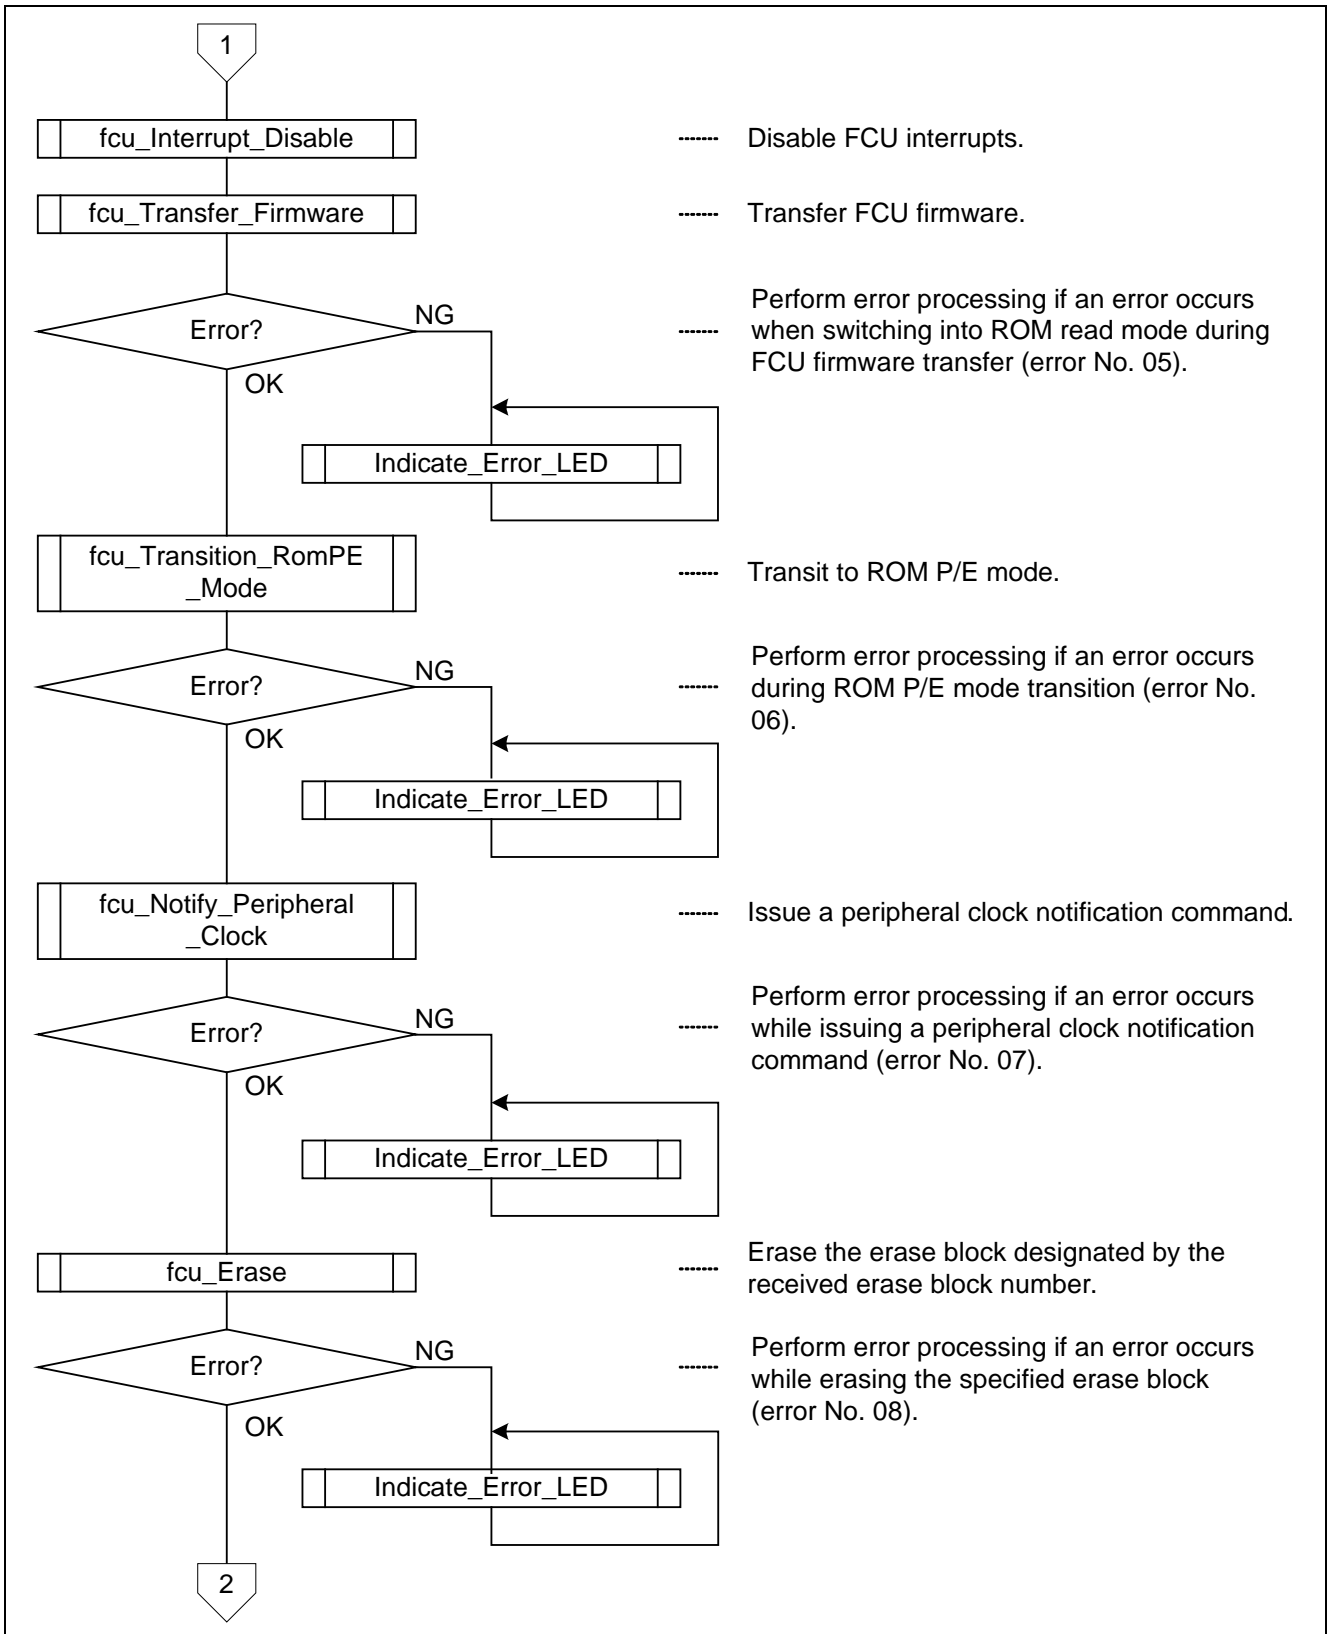 1
fcu_Interrupt_Disable
Disable FCU interrupts.
fcu_Transfer_Firmware
Transfer FCU firmware.
Error?
NG
OK
Perform error processing if an error occurs
when switching into ROM read mode during
FCU firmware transfer (error No. 05).
Indicate_Error_LED
fcu_Transition_RomPE
_Mode
Transit to ROM P/E mode.
Error?
NG
OK
Perform error processing if an error occurs
during ROM P/E mode transition (error No.
06).
Indicate_Error_LED
fcu_Notify_Peripheral
_Clock
Issue a peripheral clock notification command.
Error?
NG
OK
Perform error processing if an error occurs
while issuing a peripheral clock notification
command (error No. 07).
Indicate_Error_LED
fcu_Erase
Erase the erase block designated by the
received erase block number.
Error?
NG
OK
Perform error processing if an error occurs
while erasing the specified erase block
(error No. 08).
Indicate_Error_LED
2